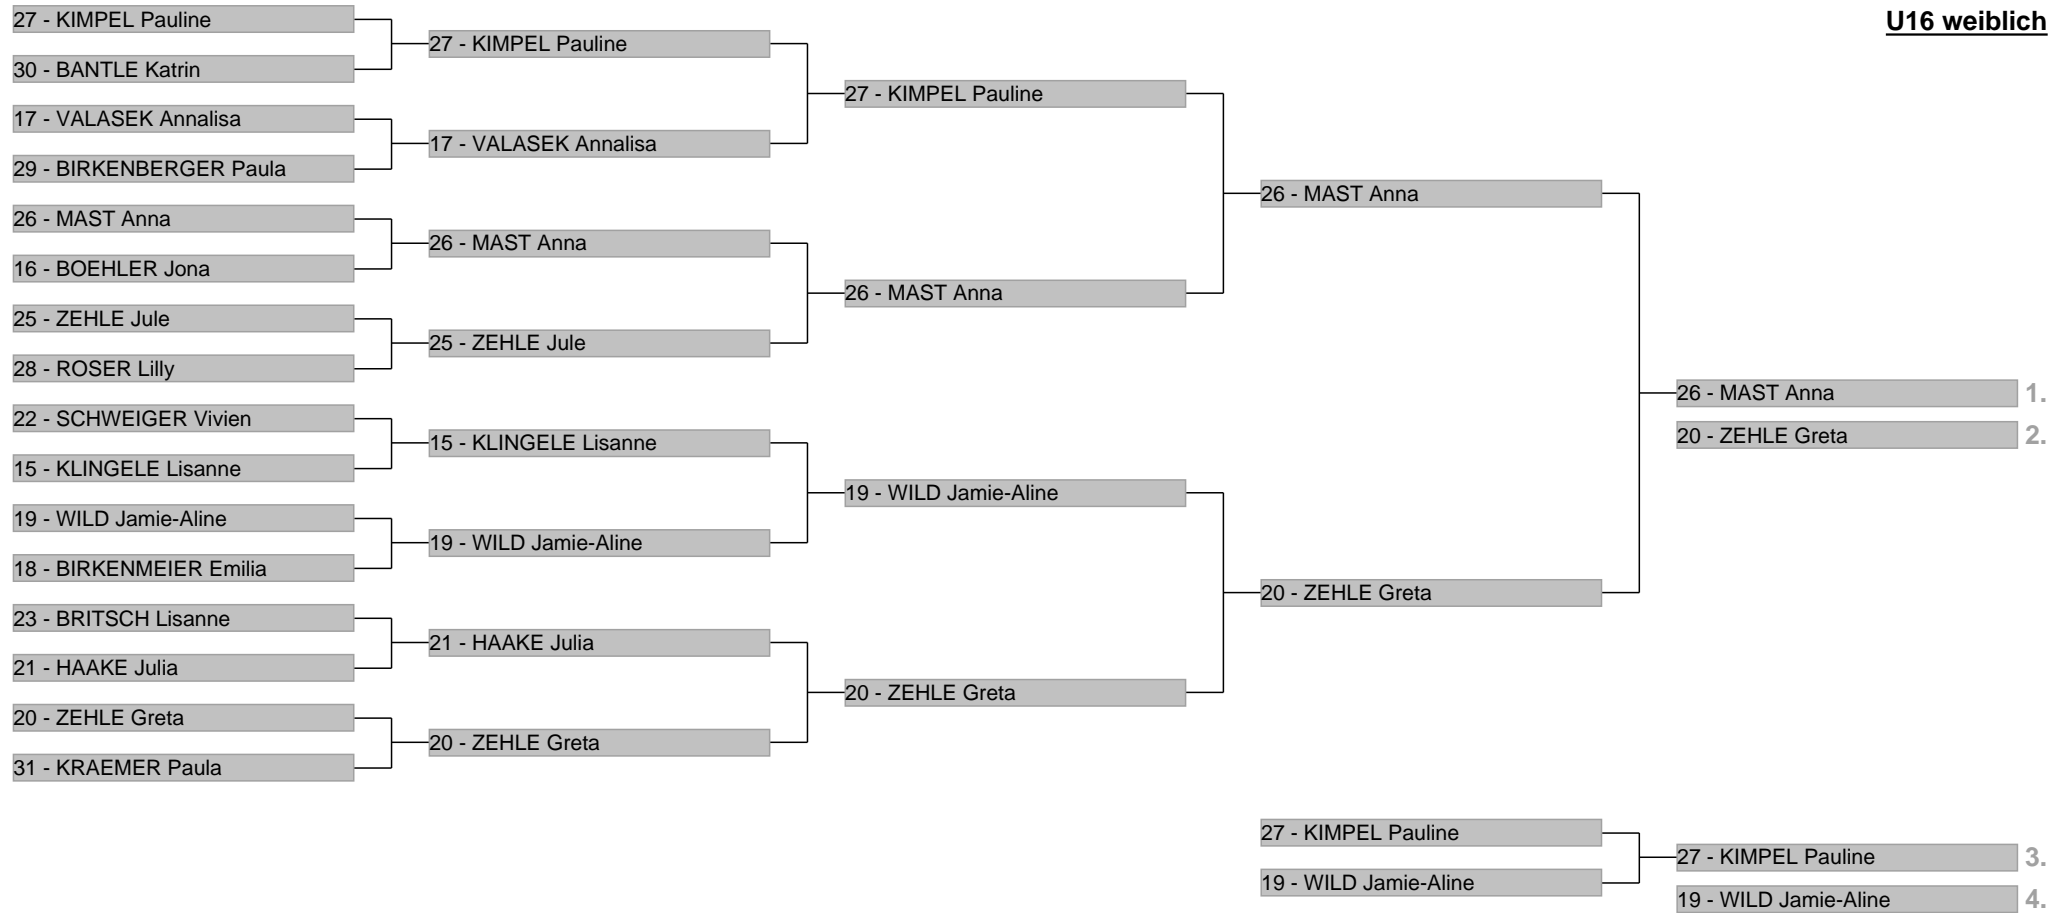 U16 weiblich
27 - KIMPEL Pauline
30 - BANTLE Katrin
17 - VALASEK Annalisa
29 - BIRKENBERGER Paula
26 - MAST Anna
16 - BOEHLER Jona
25 - ZEHLE Jule
28 - ROSER Lilly
22 - SCHWEIGER Vivien
15 - KLINGELE Lisanne
19 - WILD Jamie-Aline
18 - BIRKENMEIER Emilia
23 - BRITSCH Lisanne
21 - HAAKE Julia
20 - ZEHLE Greta
31 - KRAEMER Paula
27 - KIMPEL Pauline
17 - VALASEK Annalisa
26 - MAST Anna
25 - ZEHLE Jule
15 - KLINGELE Lisanne
19 - WILD Jamie-Aline
21 - HAAKE Julia
20 - ZEHLE Greta
27 - KIMPEL Pauline
26 - MAST Anna
19 - WILD Jamie-Aline
20 - ZEHLE Greta
26 - MAST Anna
20 - ZEHLE Greta
26 - MAST Anna 1.
20 - ZEHLE Greta 2.
27 - KIMPEL Pauline
19 - WILD Jamie-Aline
27 - KIMPEL Pauline 3.
19 - WILD Jamie-Aline 4.